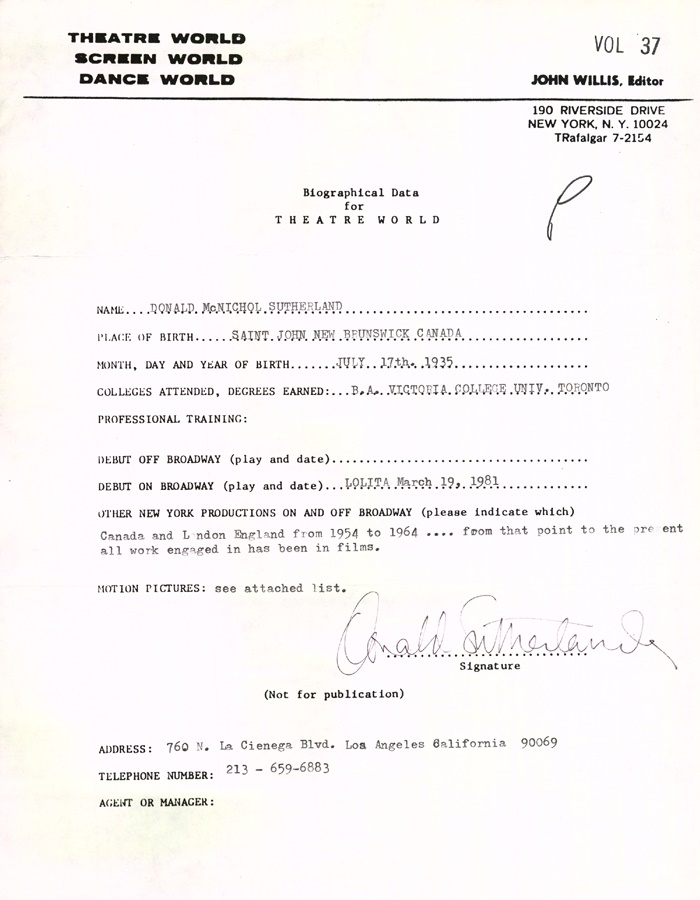 THEATRE WORLD
SCREEN WORLD
DANCE WORLD
VOL 37
JOHN WILLIS, Editor
190 RIVERSIDE DRIVE
NEW YORK, N. Y. 10024
TRafalgar 7-2154
Biographical Data
for
THEATRE WORLD
NAME....DONALD McNICHOL SUTHERLAND
PLACE OF BIRTH.....SAINT JOHN NEW BRUNSWICK CANADA
MONTH, DAY AND YEAR OF BIRTH.......JULY 17th. 1935
COLLEGES ATTENDED, DEGREES EARNED:...B.A. VICTORIA COLLEGE UNIV. TORONTO
PROFESSIONAL TRAINING:
DEBUT OFF BROADWAY (play and date)
DEBUT ON BROADWAY (play and date)...LOLITA March 19, 1981
OTHER NEW YORK PRODUCTIONS ON AND OFF BROADWAY (please indicate which)
Canada and London England from 1954 to 1964 .... from that point to the present
all work engaged in has been in films.
MOTION PICTURES: see attached list.
Donald Sutherland
Signature
(Not for publication)
ADDRESS: 760 N. La Cienega Blvd. Los Angeles California 90069
TELEPHONE NUMBER: 213 - 659-6883
AGENT OR MANAGER: